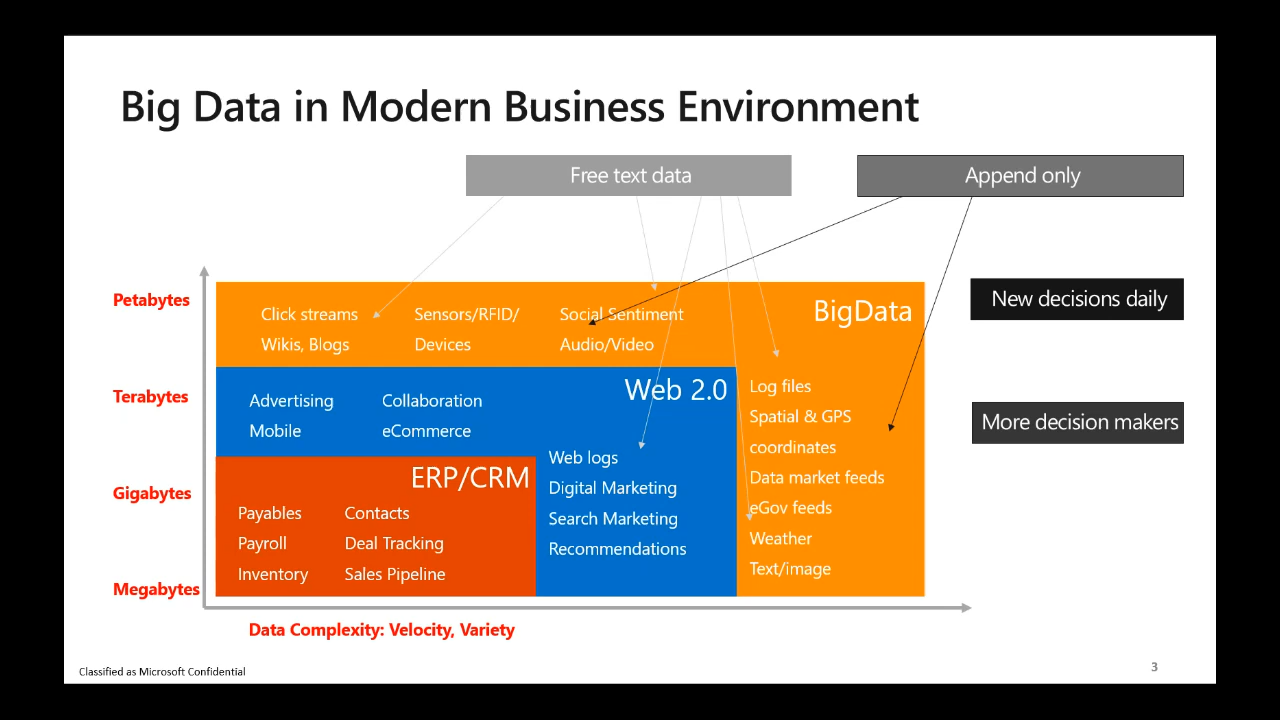 Big Data in Modern Business Environment
Free text data
Append only
Petabytes
Terabytes
Gigabytes
Megabytes
Click streams
Wikis, Blogs
Sensors/RFID/
Devices
Social Sentiment
Audio/Video
BigData
Log files
Spatial & GPS
coordinates
Data market feeds
eGov feeds
Weather
Text/image
Advertising
Mobile
Collaboration
eCommerce
Web 2.0
Web logs
Digital Marketing
Search Marketing
Recommendations
ERP/CRM
Payables
Payroll
Inventory
Contacts
Deal Tracking
Sales Pipeline
New decisions daily
More decision makers
Data Complexity: Velocity, Variety
Classified as Microsoft Confidential
3